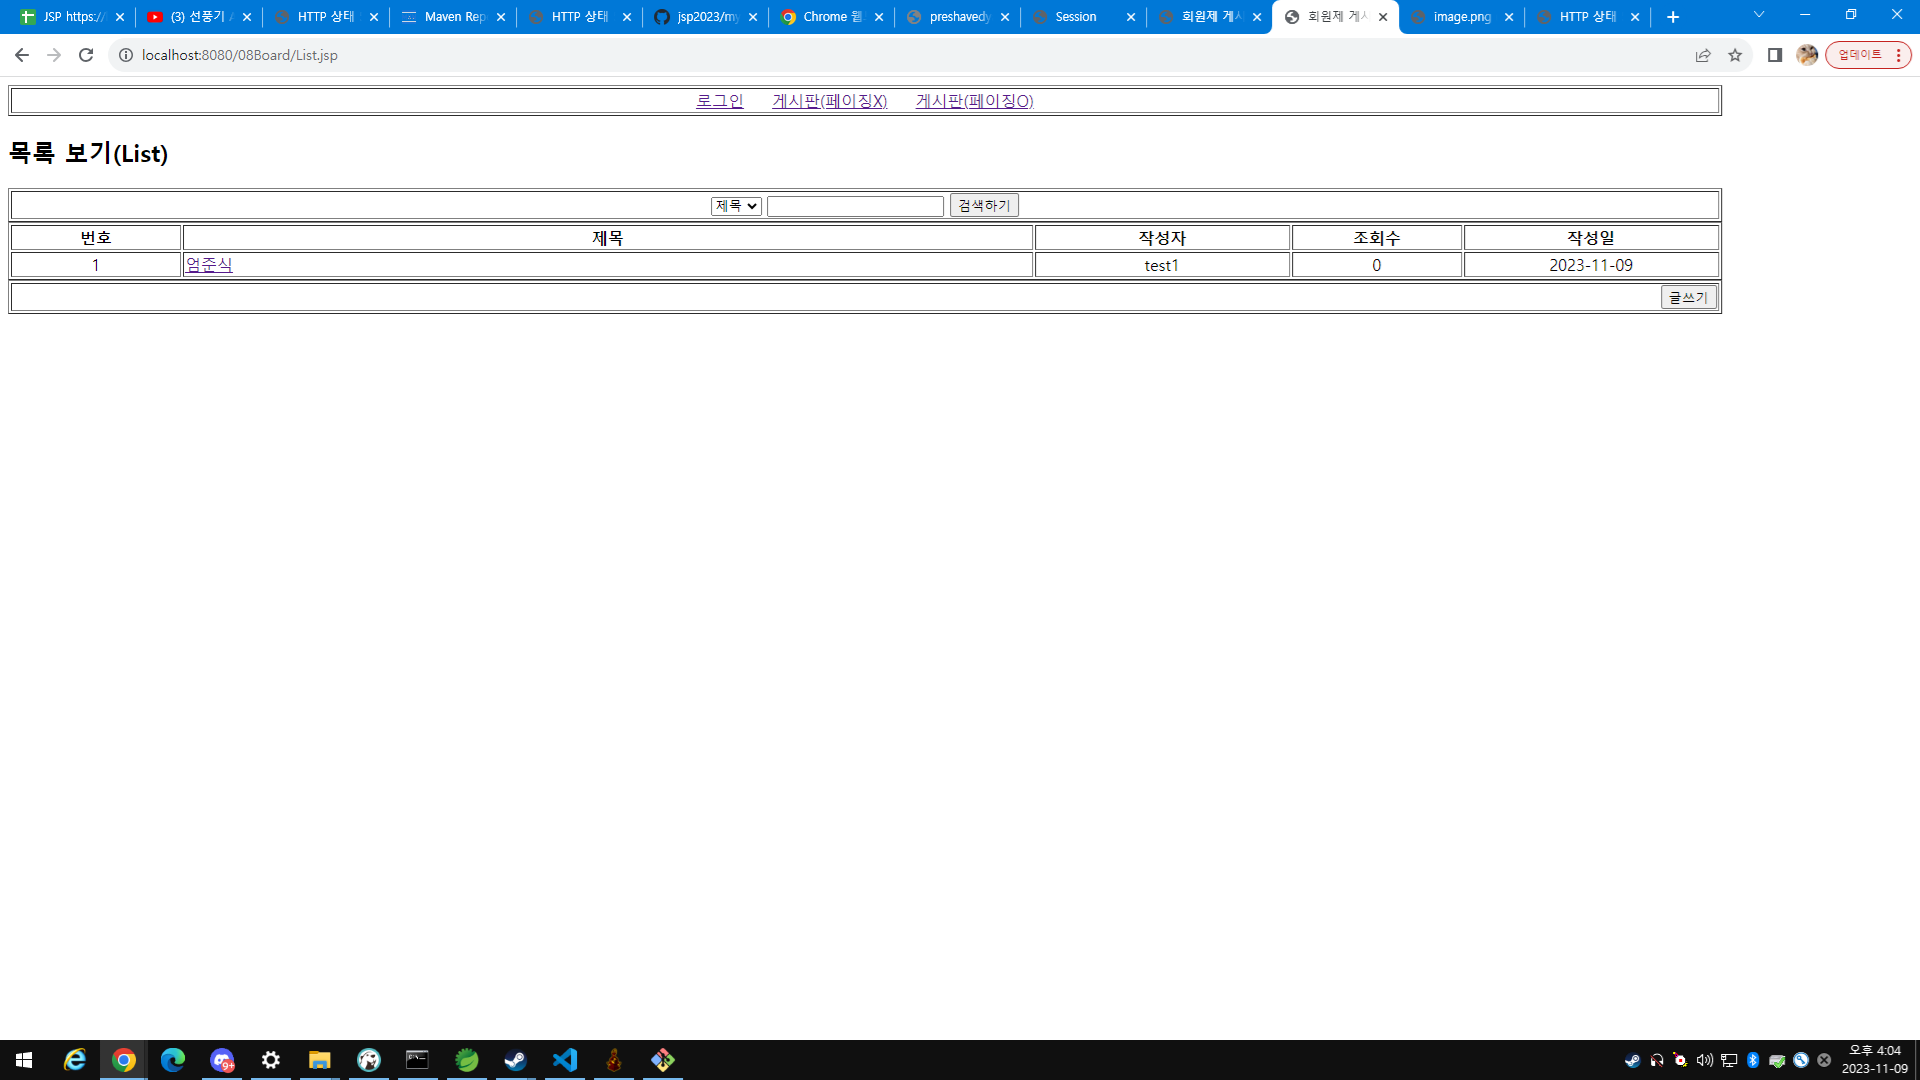 JSP https://
(3) 선풍기
HTTP 상태
Maven Rep
HTTP 상태
jsp2023/my
Chrome 웹
preshavedy
Session
회원제 게시
회원제 게시
image.png
HTTP 상태
localhost:8080/08Board/List.jsp
업데이트
로그인 게시판(페이징X) 게시판(페이징O)
목록 보기(List)
제목 검색하기
번호 제목 작성자 조회수 작성일
1 엄준식 test1 0 2023-11-09
글쓰기
9+
오후 4:04
2023-11-09